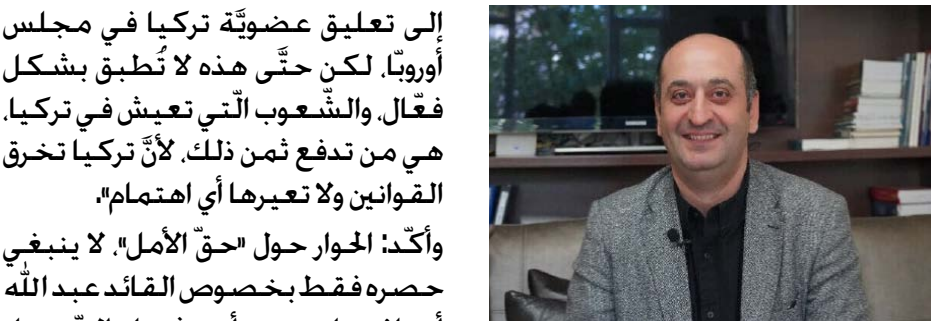 إلى تعليق عضويَّة تركيا في مجلس
أوروبّا، لكن حتَّى هذه لا تُطبق بشكل
فعّال، والشّعوب الّتي تعيش في تركيا،
هي من تدفع ثمن ذلك، لأنَّ تركيا تخرق
القوانين ولا تعيرها أي اهتمام".
وأكّد: الحوار حول "حقّ الأمل"، لا ينبغي
حصره فقط بخصوص القائد عبد الله